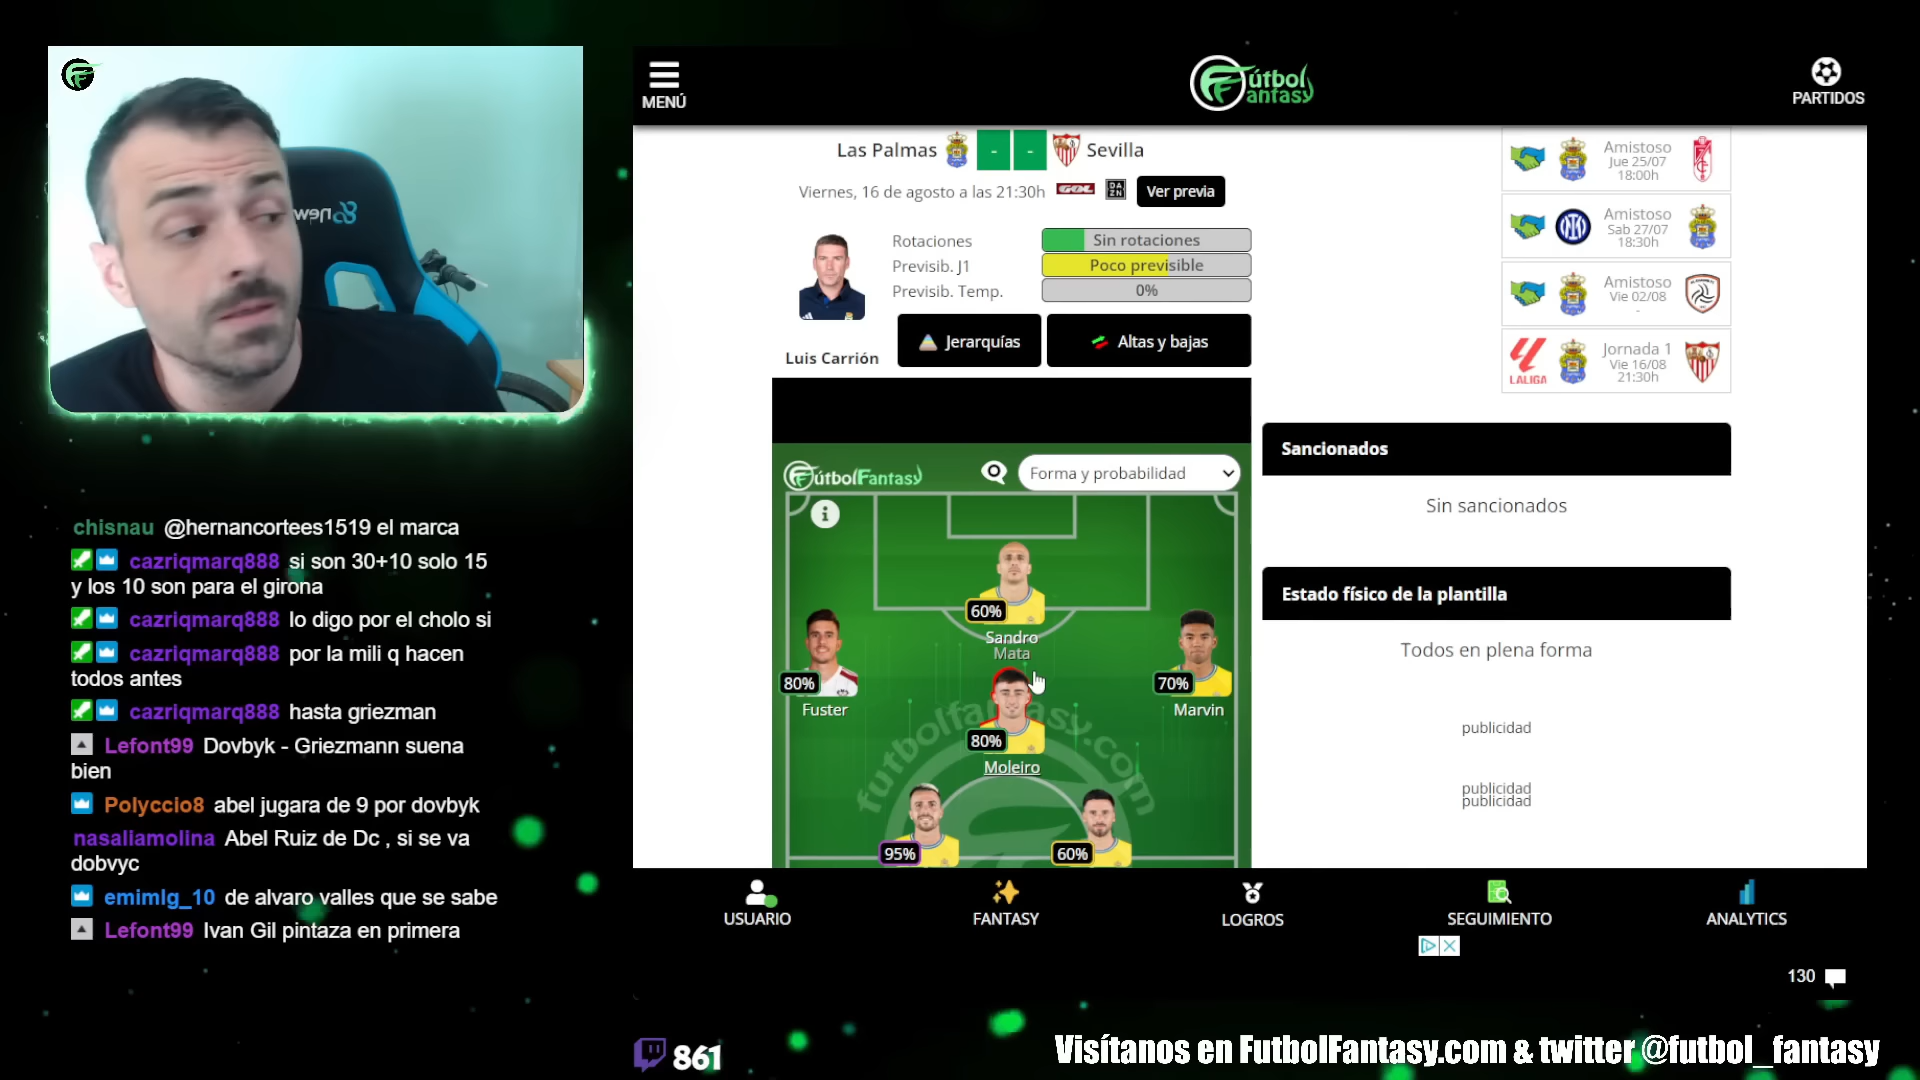 MENÚ
Fútbol
Fantasy
PARTIDOS
Las Palmas - - Sevilla
Viernes, 16 de agosto a las 21:30h GOL DAZN Ver previa
Rotaciones Sin rotaciones
Previsib. J1 Poco previsible
Previsib. Temp. 0%
Luis Carrión
Jerarquías Altas y bajas
FútbolFantasy Forma y probabilidad
i
60%
Sandro
Mata
80%
Fuster
70%
Marvin
80%
Moleiro
95% 60%
futbolfantasy.com
Amistoso
Jue 25/07
18:00h
Amistoso
Sab 27/07
18:30h
Amistoso
Vie 02/08
-
LALIGA
Jornada 1
Vie 16/08
21:30h
Sancionados
Sin sancionados
Estado físico de la plantilla
Todos en plena forma
publicidad
publicidad
publicidad
chisnau @hernancortees1519 el marca
cazriqmarq888 si son 30+10 solo 15
y los 10 son para el girona
cazriqmarq888 lo digo por el cholo si
cazriqmarq888 por la mili q hacen
todos antes
cazriqmarq888 hasta griezman
Lefont99 Dovbyk - Griezmann suena
bien
Polyccio8 abel jugara de 9 por dovbyk
nasaliamolina Abel Ruiz de Dc , si se va
dobvyc
emimlg_10 de alvaro valles que se sabe
Lefont99 Ivan Gil pintaza en primera
USUARIO
FANTASY
LOGROS
SEGUIMIENTO
ANALYTICS
130
861
Visítanos en FutbolFantasy.com & twitter @futbol_fantasy